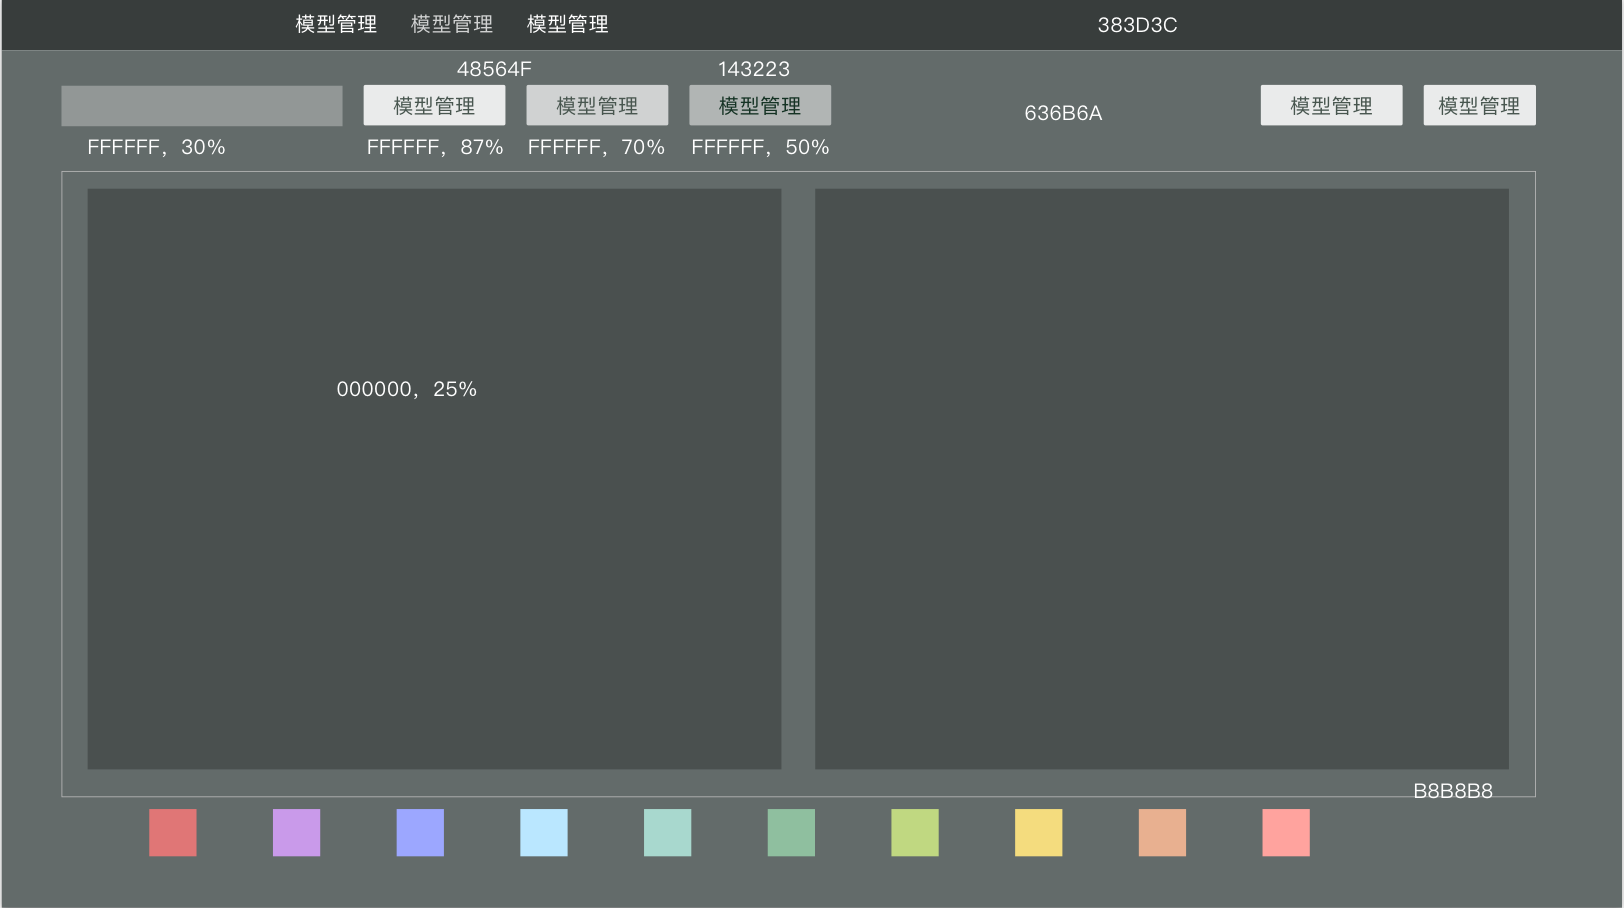 模型管理 模型管理 模型管理 383D3C
48564F 143223
模型管理 模型管理 模型管理 636B6A 模型管理 模型管理
FFFFFF，30% FFFFFF，87% FFFFFF，70% FFFFFF，50%
000000，25%
B8B8B8